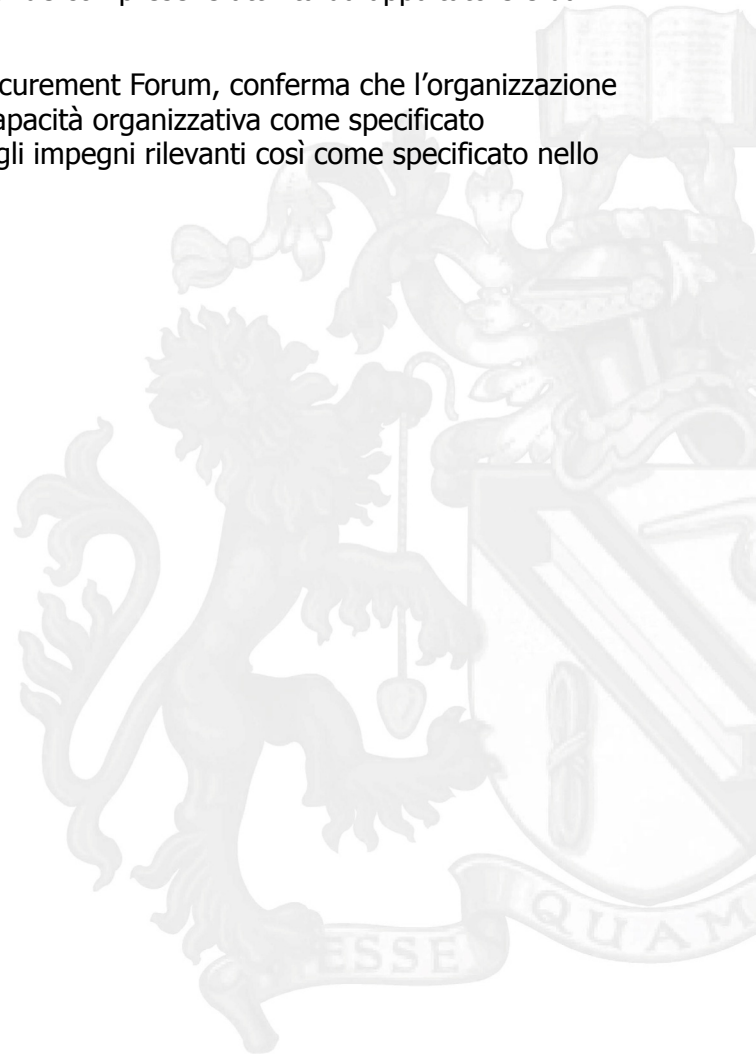 curement Forum, conferma che l’organizzazione
apacità organizzativa come specificato
gli impegni rilevanti così come specificato nello
ESSE
QUAM